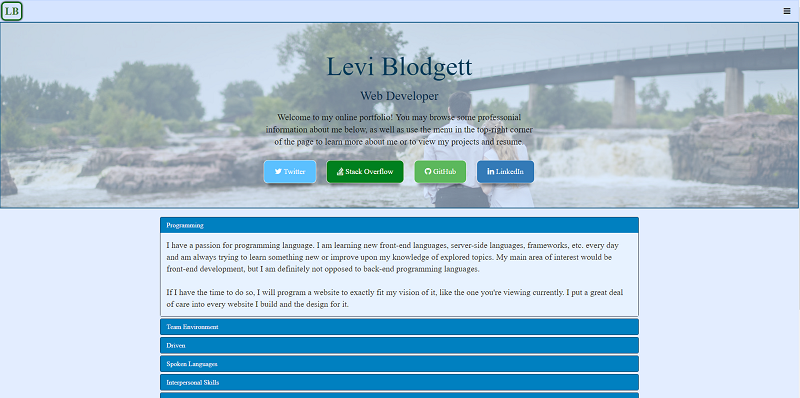 LB
Levi Blodgett
Web Developer
Welcome to my online portfolio! You may browse some professonial
information about me below, as well as use the menu in the top-right corner
of the page to learn more about me or to view my projects and resume.
Twitter
Stack Overflow
GitHub
LinkedIn
Programming
I have a passion for programming language. I am learning new front-end languages, server-side languages, frameworks, etc. every day
and am always trying to learn something new or improve upon my knowledge of explored topics. My main area of interest would be
front-end development, but I am definitely not opposed to back-end programming languages.
If I have the time to do so, I will program a website to exactly fit my vision of it, like the one you're viewing currently. I put a great deal
of care into every website I build and the design for it.
Team Environment
Driven
Spoken Languages
Interpersonal Skills